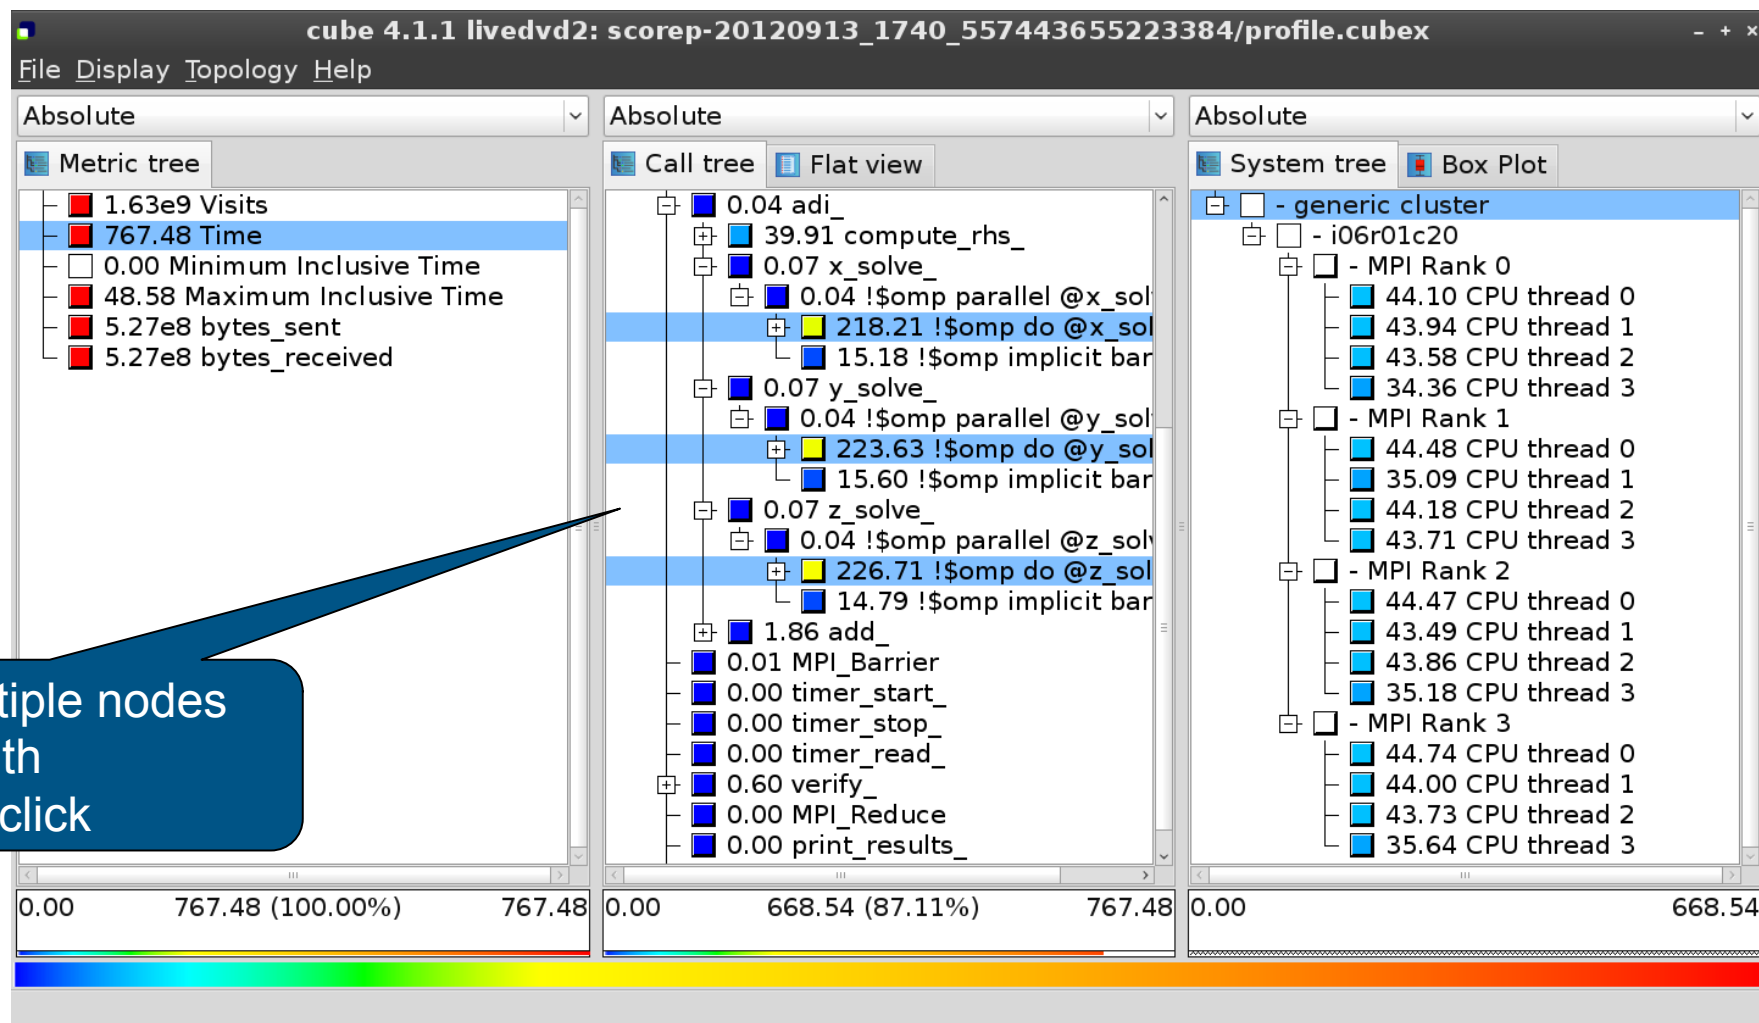 cube 4.1.1 livedvd2: scorep-20120913_1740_557443655223384/profile.cubex
File Display Topology Help
Absolute
Absolute
Absolute
Metric tree
Call tree
Flat view
System tree
Box Plot
1.63e9 Visits
767.48 Time
0.00 Minimum Inclusive Time
48.58 Maximum Inclusive Time
5.27e8 bytes_sent
5.27e8 bytes_received
0.04 adi_
39.91 compute_rhs_
0.07 x_solve_
0.04 !$omp parallel @x_sol
218.21 !$omp do @x_sol
15.18 !$omp implicit bar
0.07 y_solve_
0.04 !$omp parallel @y_sol
223.63 !$omp do @y_sol
15.60 !$omp implicit bar
0.07 z_solve_
0.04 !$omp parallel @z_solv
226.71 !$omp do @z_sol
14.79 !$omp implicit bar
1.86 add_
0.01 MPI_Barrier
0.00 timer_start_
0.00 timer_stop_
0.00 timer_read_
0.60 verify_
0.00 MPI_Reduce
0.00 print_results_
- generic cluster
- i06r01c20
- MPI Rank 0
44.10 CPU thread 0
43.94 CPU thread 1
43.58 CPU thread 2
34.36 CPU thread 3
- MPI Rank 1
44.48 CPU thread 0
35.09 CPU thread 1
44.18 CPU thread 2
43.71 CPU thread 3
- MPI Rank 2
44.47 CPU thread 0
43.49 CPU thread 1
43.86 CPU thread 2
35.18 CPU thread 3
- MPI Rank 3
44.74 CPU thread 0
44.00 CPU thread 1
43.73 CPU thread 2
35.64 CPU thread 3
tiple nodes
th
click
0.00 767.48 (100.00%) 767.48
0.00 668.54 (87.11%) 767.48
0.00 668.54